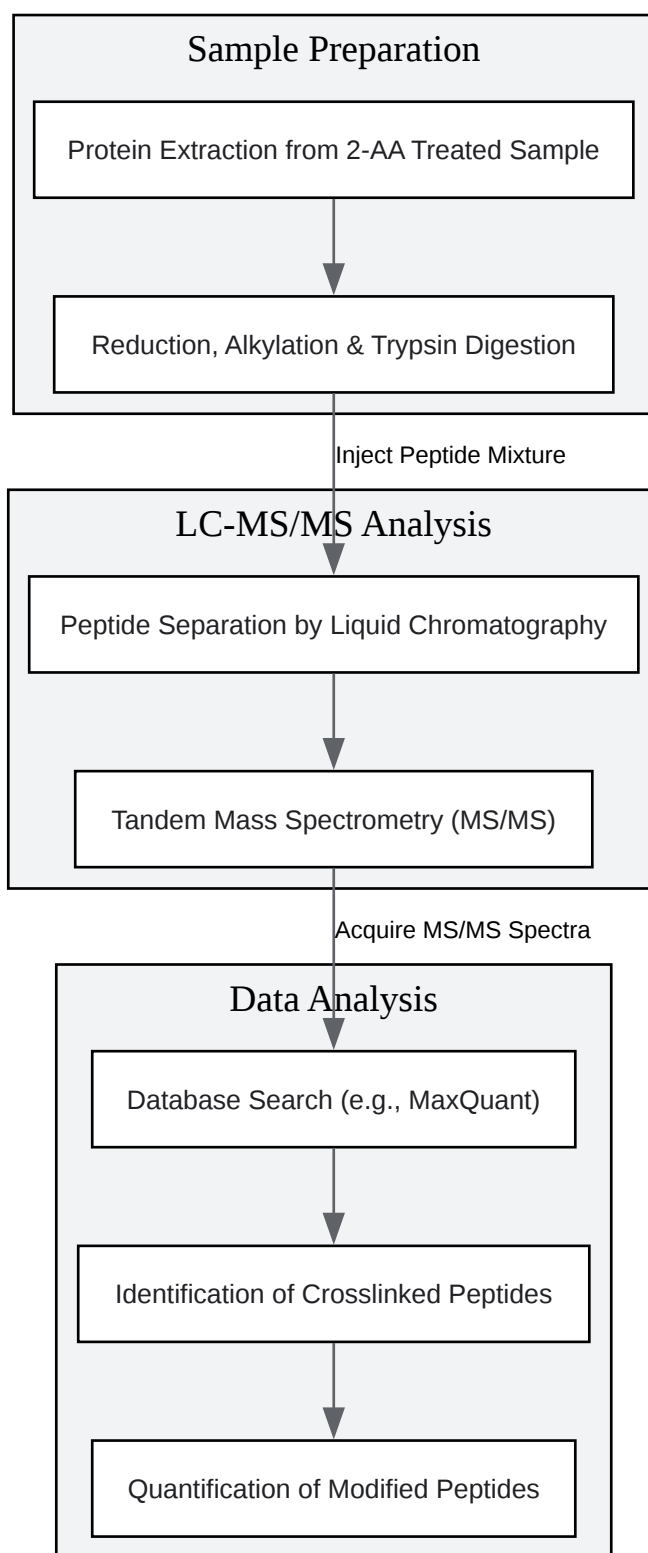 Sample Preparation
Protein Extraction from 2-AA Treated Sample
Reduction, Alkylation & Trypsin Digestion
Inject Peptide Mixture
LC-MS/MS Analysis
Peptide Separation by Liquid Chromatography
Tandem Mass Spectrometry (MS/MS)
Acquire MS/MS Spectra
Data Analysis
Database Search (e.g., MaxQuant)
Identification of Crosslinked Peptides
Quantification of Modified Peptides